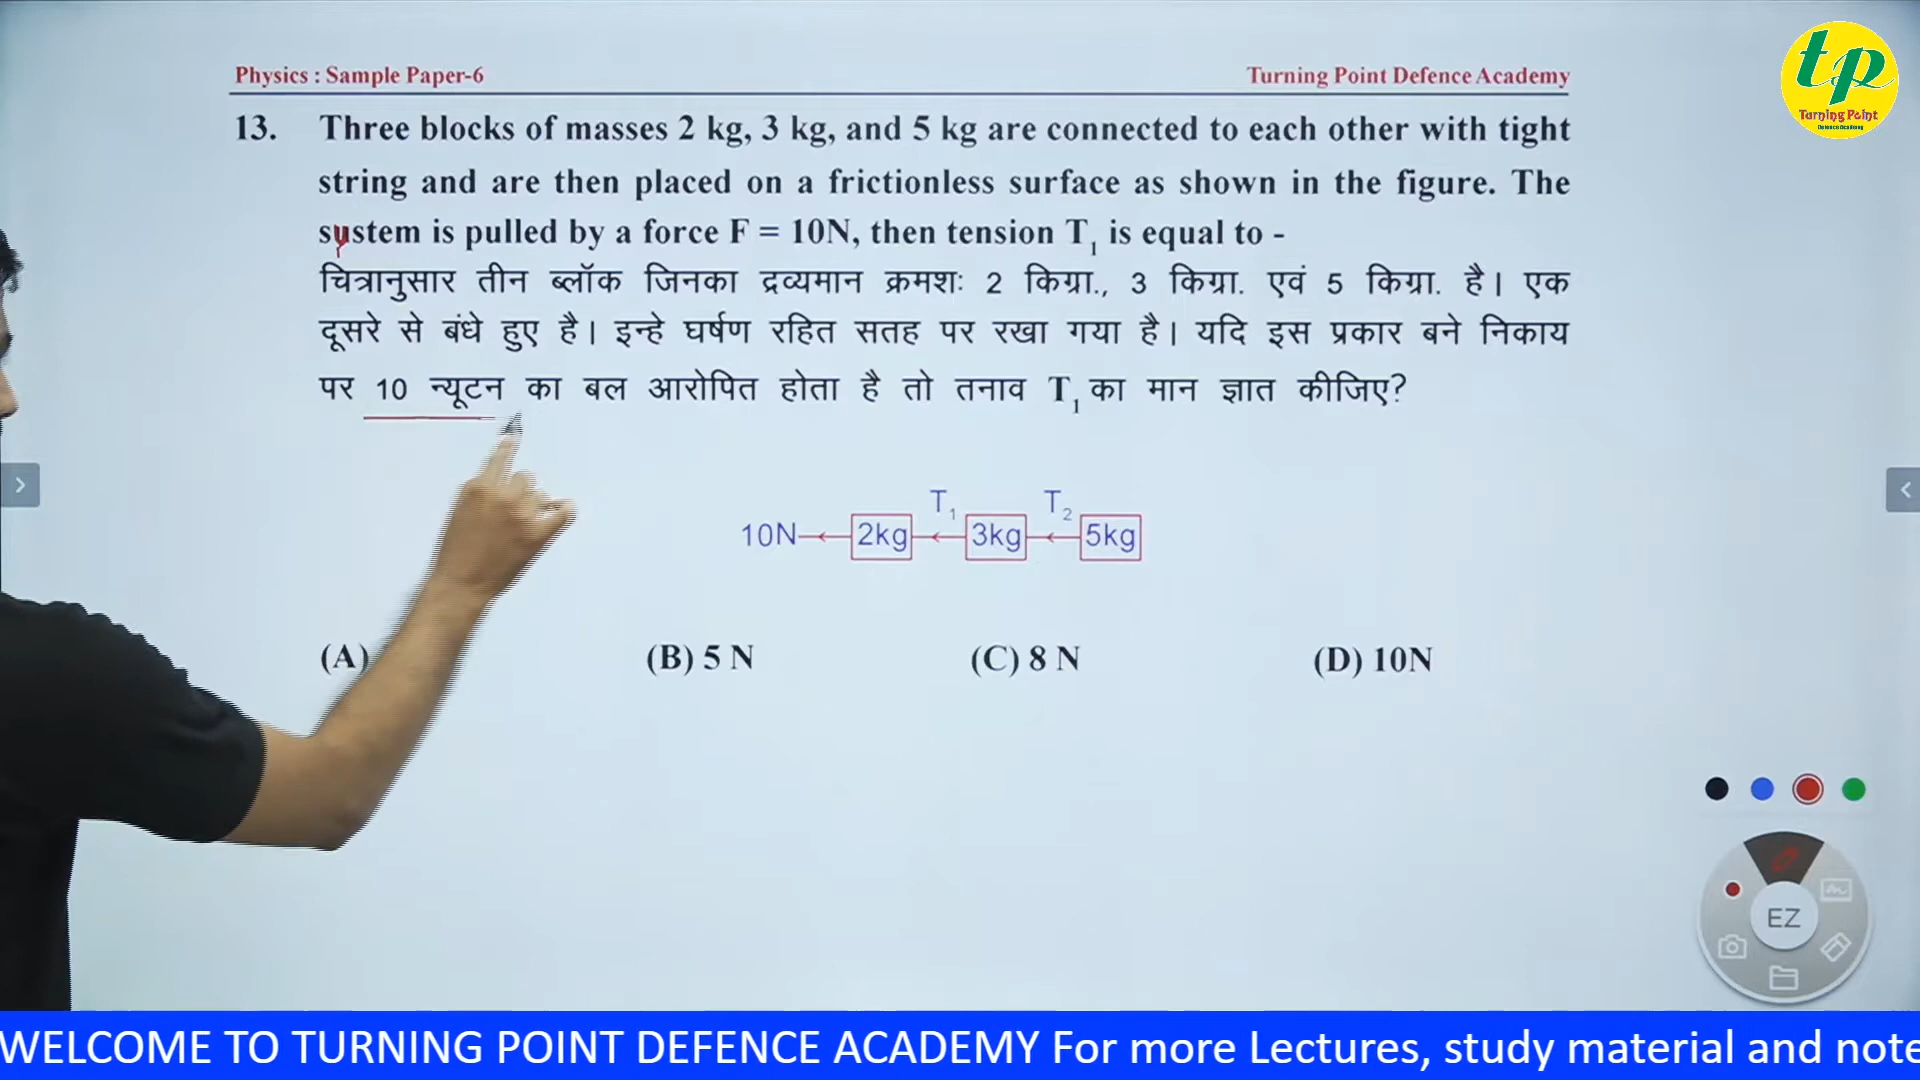 Physics : Sample Paper-6
Turning Point Defence Academy
tp
Turning Point
Defence Academy
13. Three blocks of masses 2 kg, 3 kg, and 5 kg are connected to each other with tight
string and are then placed on a frictionless surface as shown in the figure. The
system is pulled by a force F = 10N, then tension T₁ is equal to -
चित्रानुसार तीन ब्लॉक जिनका द्रव्यमान क्रमशः 2 किग्रा., 3 किग्रा. एवं 5 किग्रा. है। एक
दूसरे से बंधे हुए है। इन्हे घर्षण रहित सतह पर रखा गया है। यदि इस प्रकार बने निकाय
पर 10 न्यूटन का बल आरोपित होता है तो तनाव T₁ का मान ज्ञात कीजिए?
T₁ T₂
10N 2kg 3kg 5kg
(A) (B) 5 N (C) 8 N (D) 10N
EZ
WELCOME TO TURNING POINT DEFENCE ACADEMY For more Lectures, study material and note